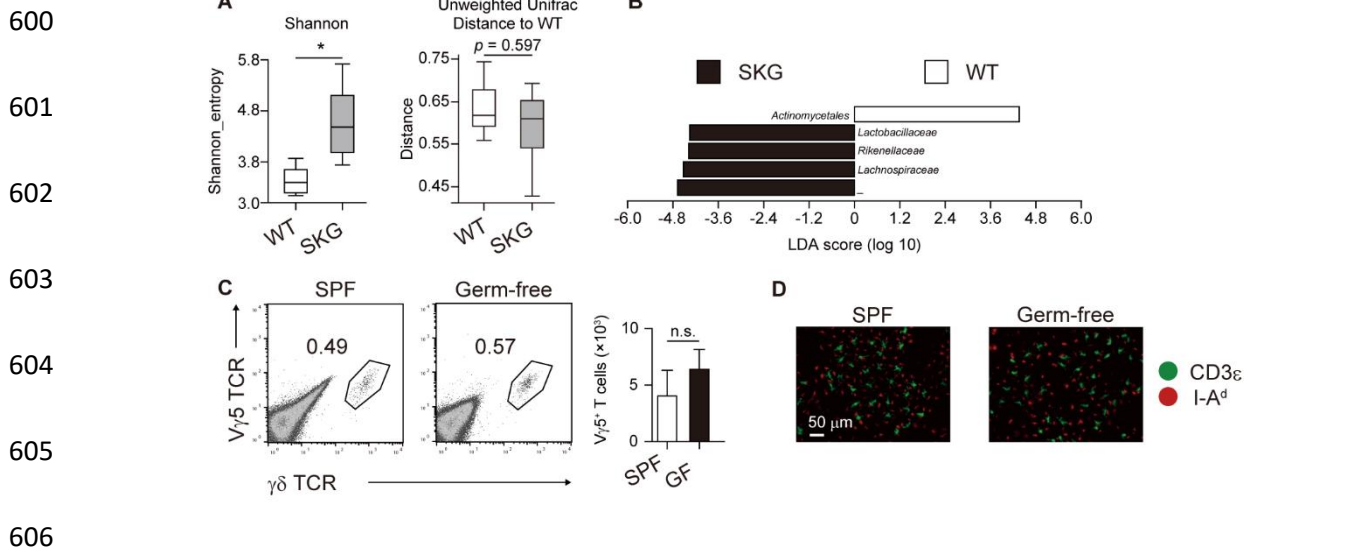 600
A
B
Shannon
Unweighted Unifrac
Distance to WT
*
p = 0.597
Shannon_entropy
5.8
4.8
3.8
3.0
WT
SKG
Distance
0.75
0.65
0.55
0.45
WT
SKG
SKG
WT
601
Actinomycetales
Lactobacillaceae
Rikenellaceae
Lachnospiraceae
_
602
-6.0 -4.8 -3.6 -2.4 -1.2 0 1.2 2.4 3.6 4.8 6.0
LDA score (log 10)
603
C
SPF
Germ-free
0.49
0.57
Vγ5 TCR
γδ TCR
Vγ5⁺ T cells (×10³)
10
5
0
n.s.
SPF
GF
D
SPF
Germ-free
50 μm
CD3ε
I-Aᵈ
604
605
606